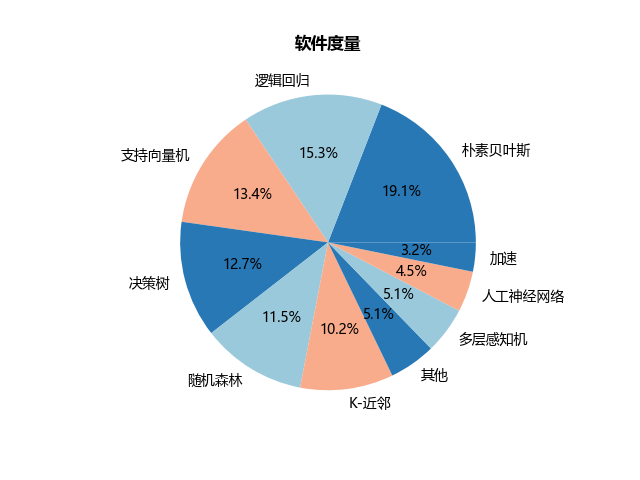 软件度量
逻辑回归
朴素贝叶斯
15.3%
支持向量机
19.1%
13.4%
3.2%
加速
12.7%
4.5%
决策树
5.1%
人工神经网络
11.5%
5.1%
10.2%
多层感知机
其他
随机森林
K-近邻